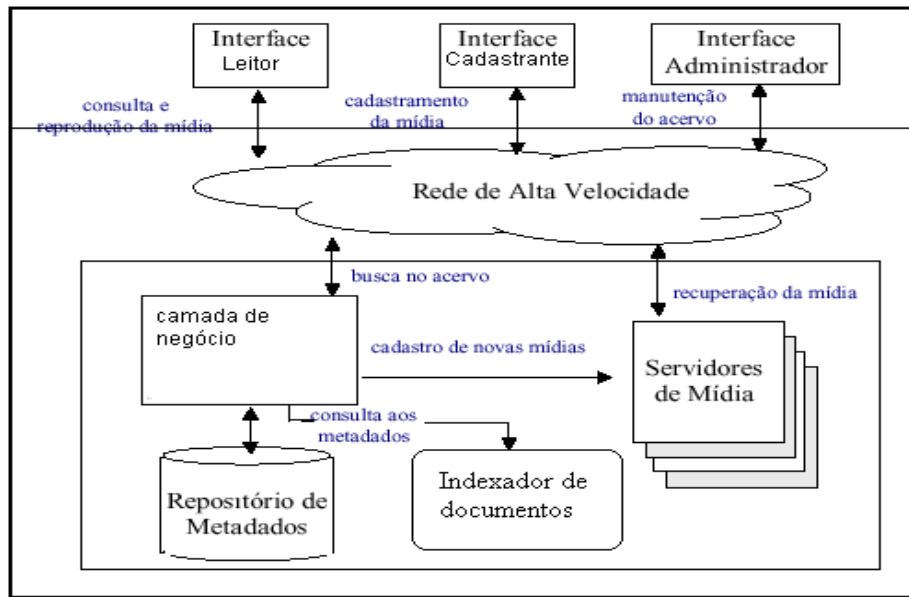 Interface
Leitor
Interface
Cadastrante
Interface
Administrador
consulta e
reprodução da mídia
cadastramento
da mídia
manutenção
do acervo
Rede de Alta Velocidade
busca no acervo
recuperação da mídia
camada de
negócio
cadastro de novas mídias
Servidores
de Mídia
consulta aos
metadados
Repositório de
Metadados
Indexador de
documentos